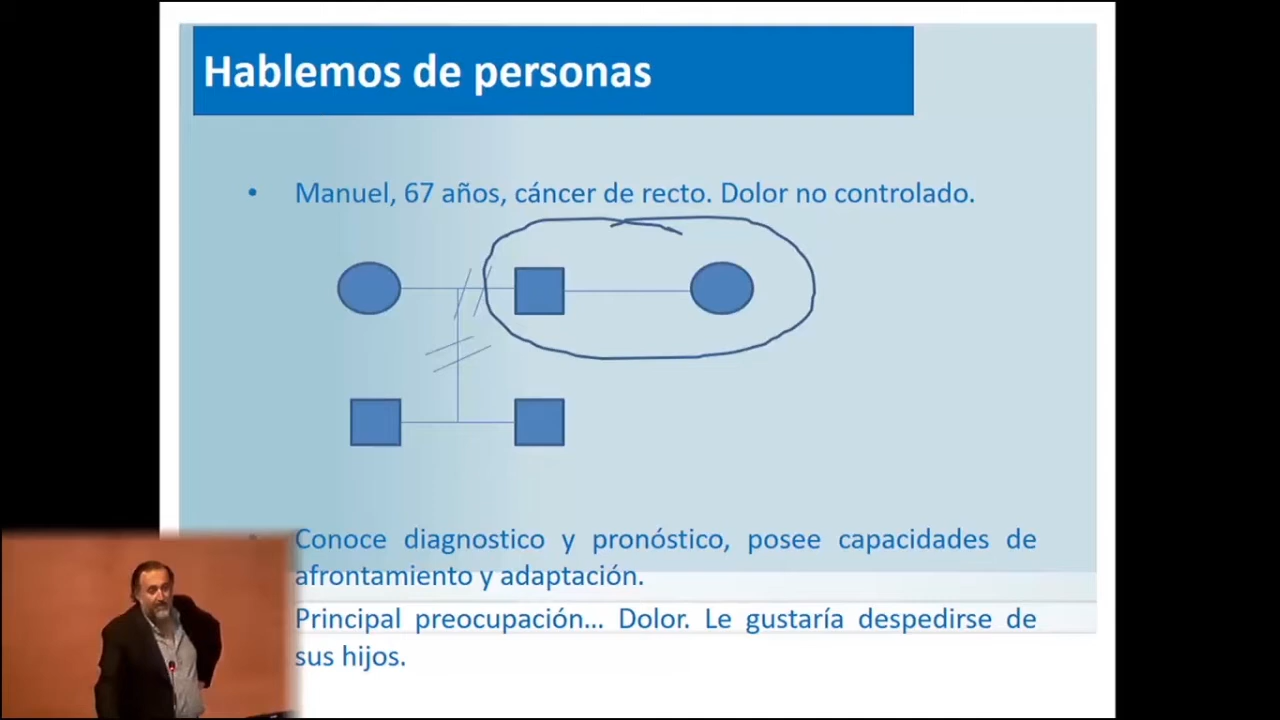 Hablemos de personas
• Manuel, 67 años, cáncer de recto. Dolor no controlado.
Conoce diagnostico y pronóstico, posee capacidades de
afrontamiento y adaptación.
Principal preocupación... Dolor. Le gustaría despedirse de
sus hijos.